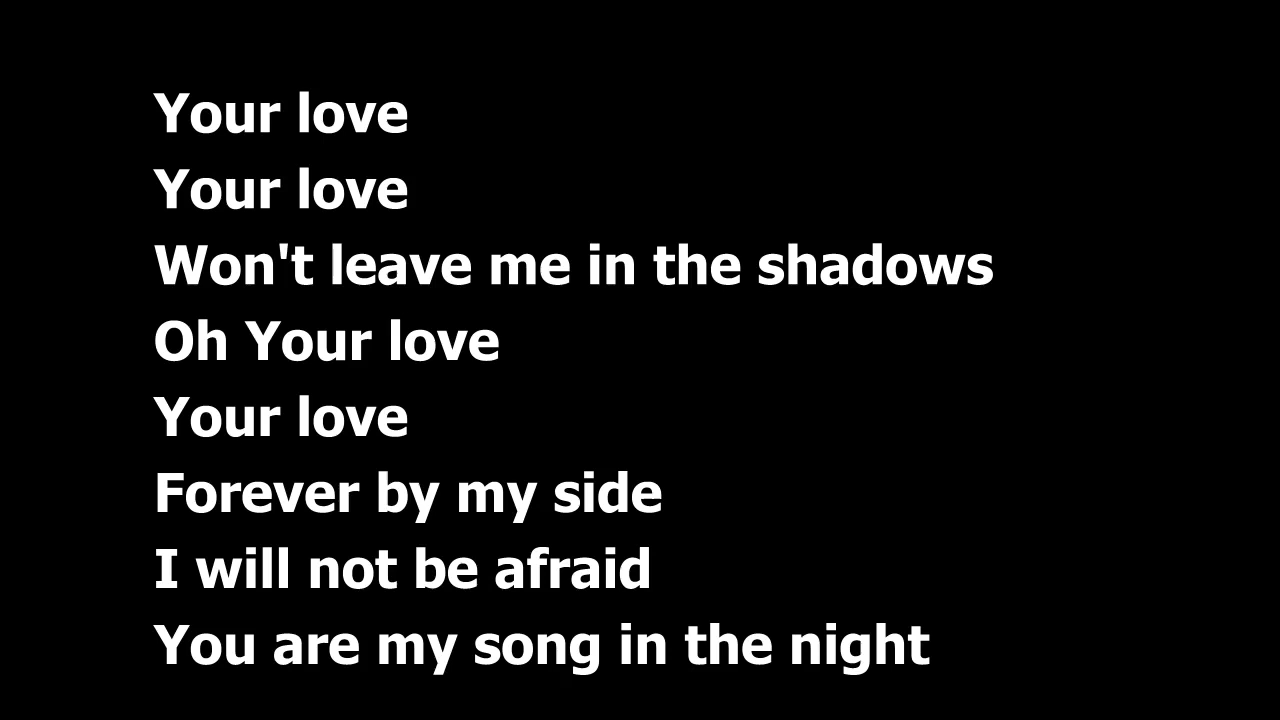 Your love
Your love
Won't leave me in the shadows
Oh Your love
Your love
Forever by my side
I will not be afraid
You are my song in the night